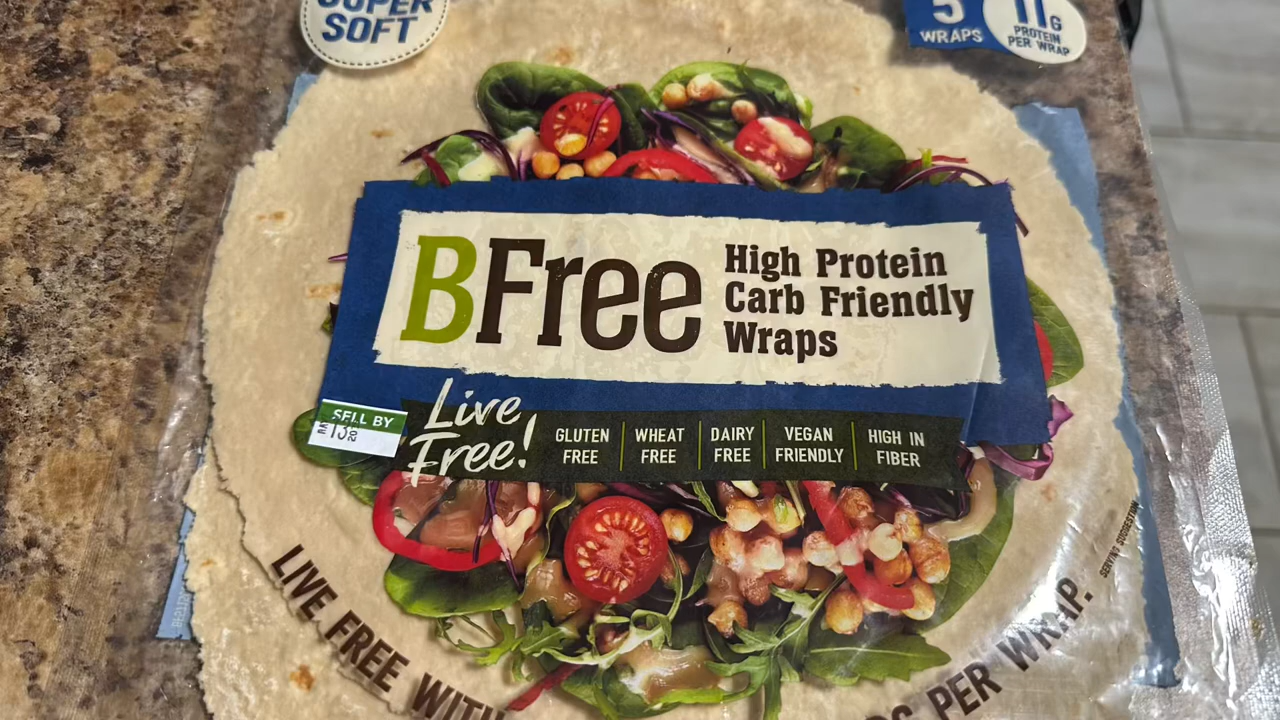 SUPER
SOFT
5
WRAPS
11G
PROTEIN
PER WRAP
BFree
High Protein
Carb Friendly
Wraps
SELL BY
Live
Free!
GLUTEN
FREE
WHEAT
FREE
DAIRY
FREE
VEGAN
FRIENDLY
HIGH IN
FIBER
SERVING SUGGESTION
LIVE FREE WITH
PER WRAP.